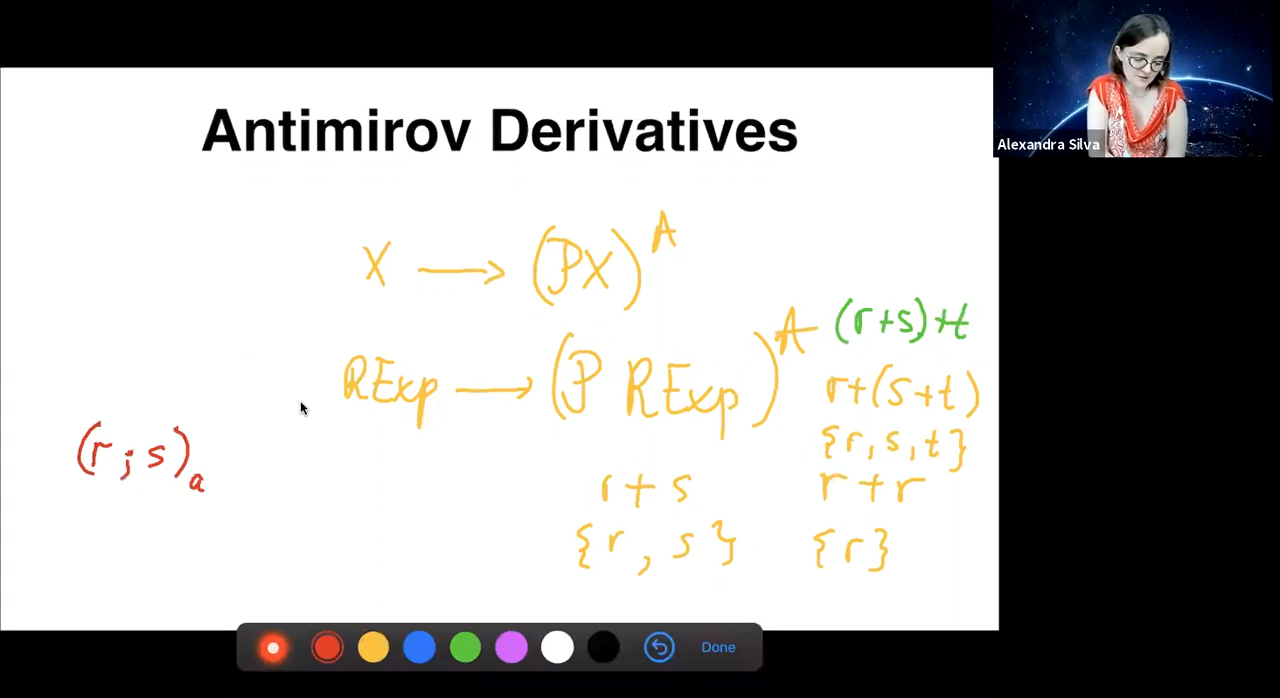 Antimirov Derivatives
Alexandra Silva
X ⟶ (PX)^A
RExp ⟶ (P RExp)^A
(r+s)+t
r+(s+t)
{r,s,t}
(r;s)_a
r+s
r+r
{r,s}
{r}
Done